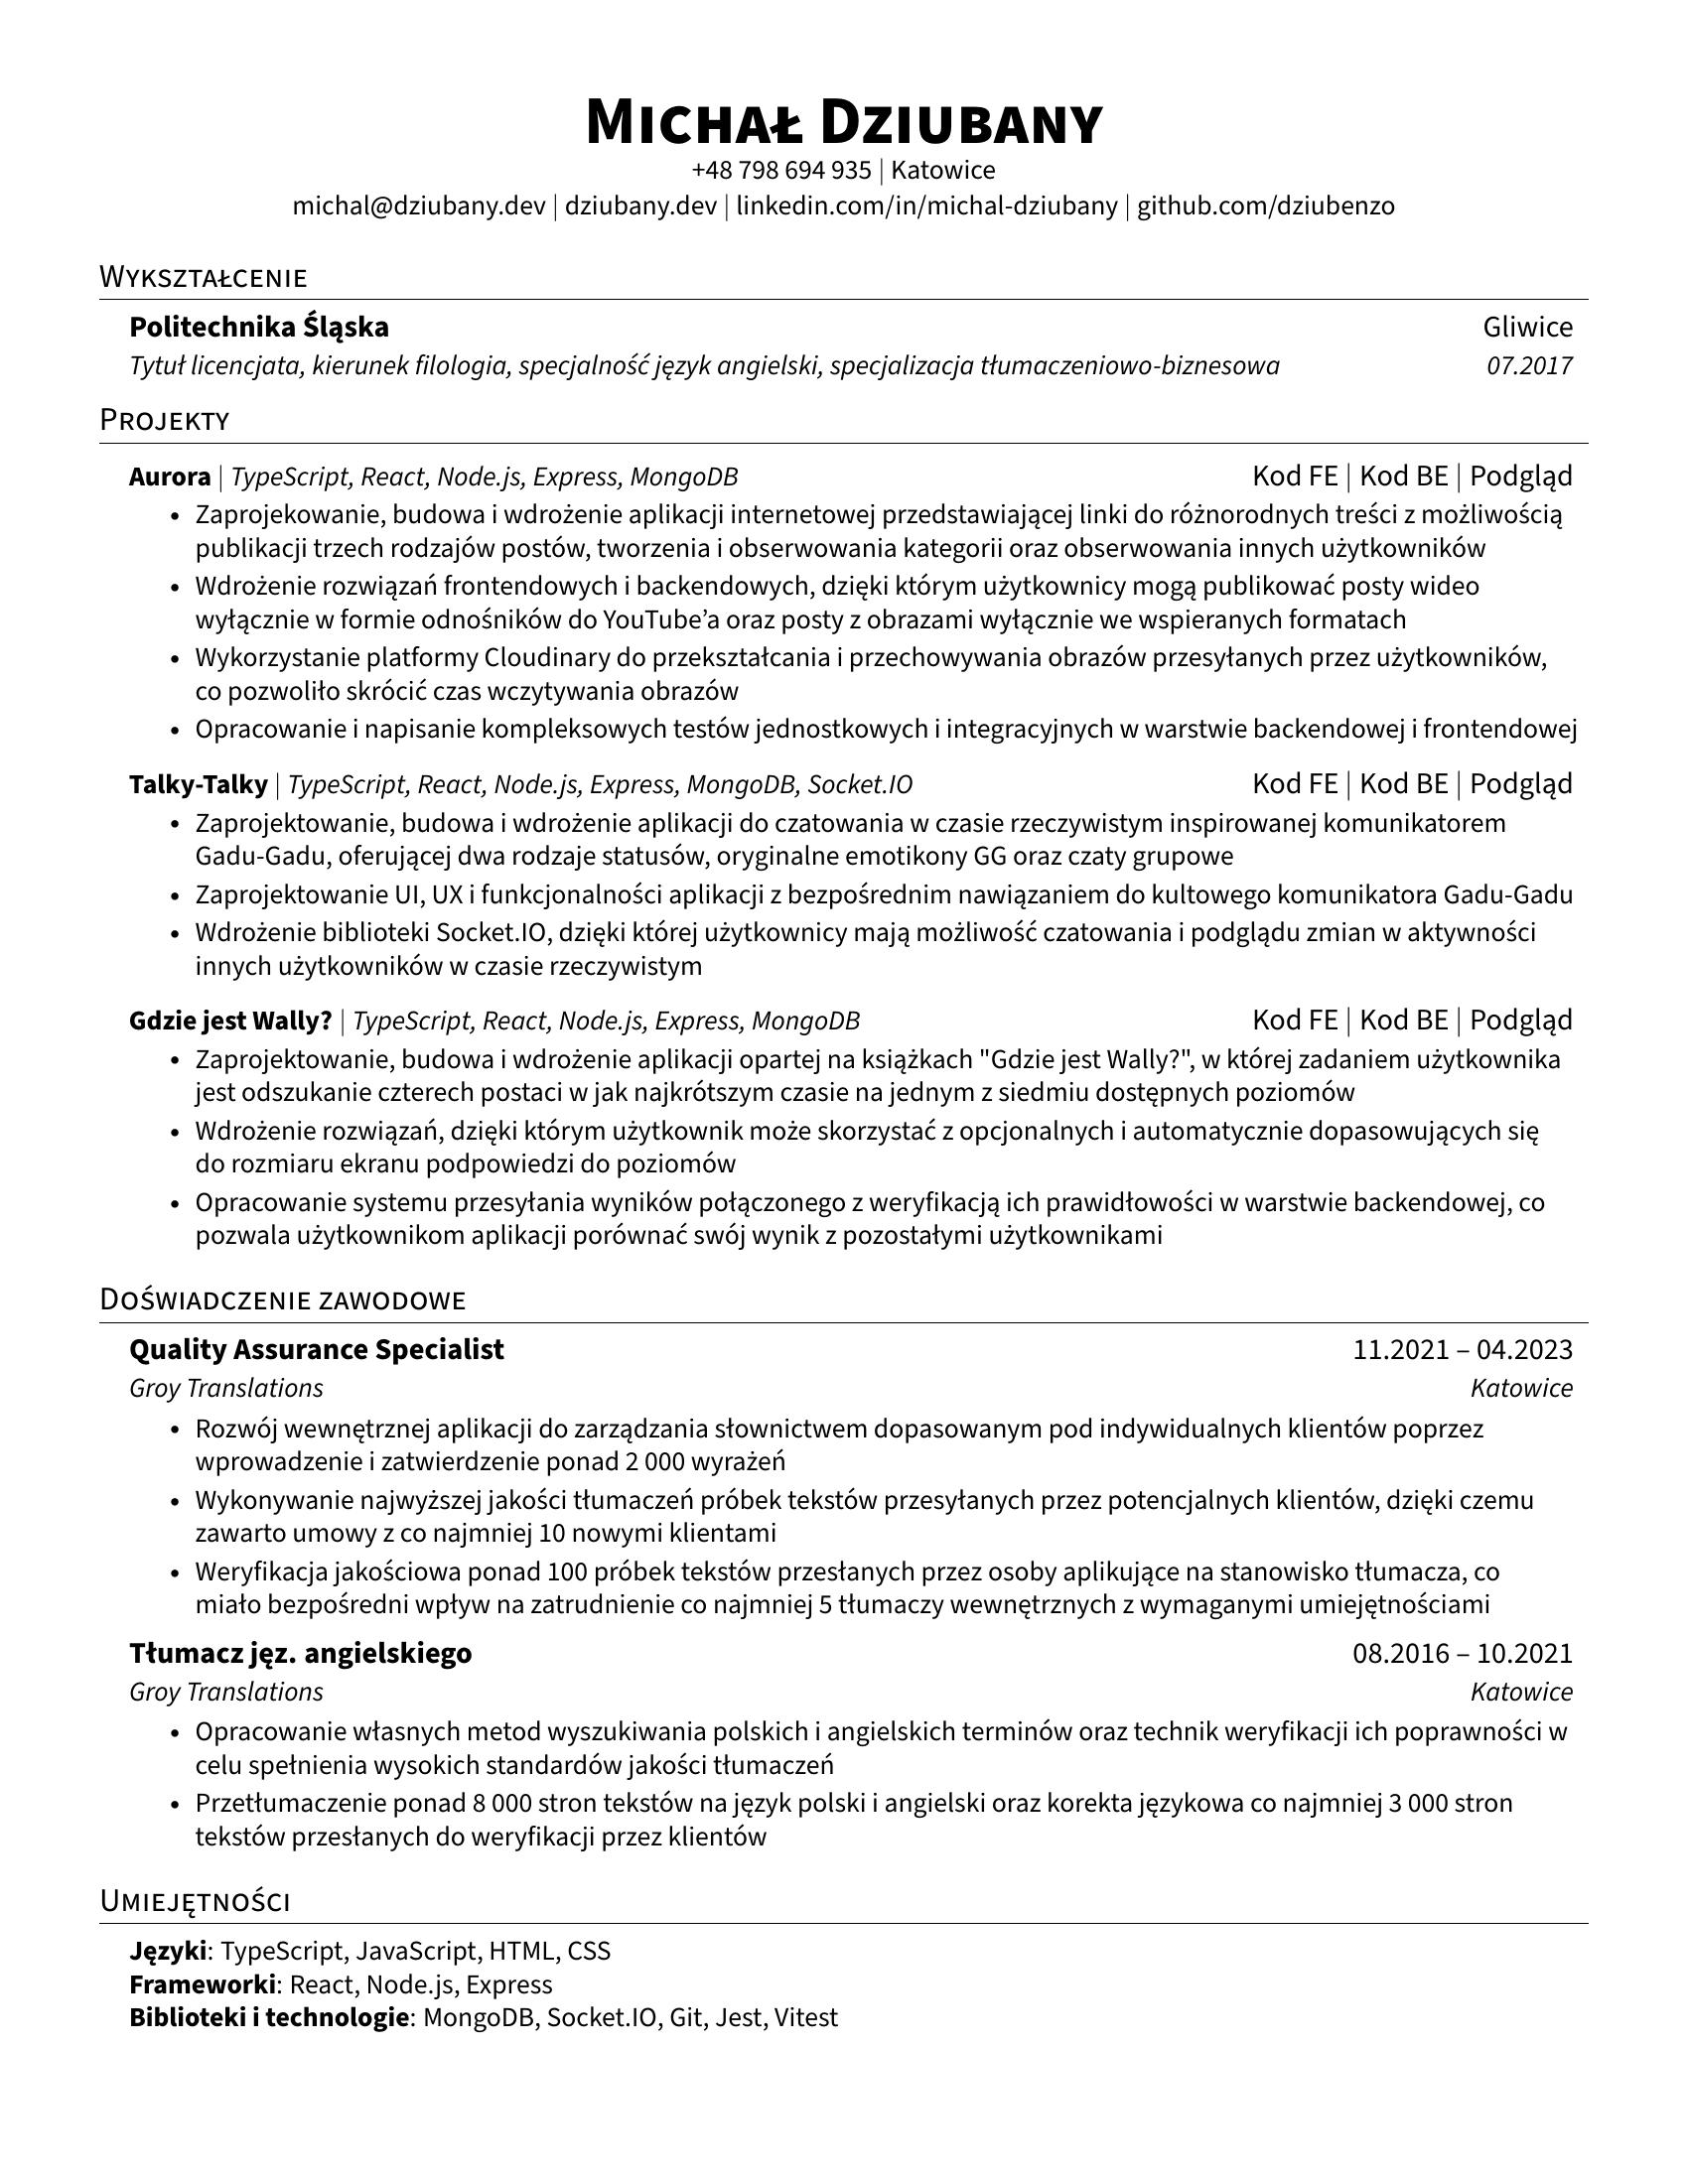 Michał Dziubany
+48 798 694 935 | Katowice
michal@dziubany.dev | dziubany.dev | linkedin.com/in/michal-dziubany | github.com/dziubenzo
Wykształcenie
Politechnika Śląska Gliwice
Tytuł licencjata, kierunek filologia, specjalność język angielski, specjalizacja tłumaczeniowo-biznesowa 07.2017
Projekty
Aurora | TypeScript, React, Node.js, Express, MongoDB Kod FE | Kod BE | Podgląd
• Zaprojekowanie, budowa i wdrożenie aplikacji internetowej przedstawiającej linki do różnorodnych treści z możliwością
publikacji trzech rodzajów postów, tworzenia i obserwowania kategorii oraz obserwowania innych użytkowników
• Wdrożenie rozwiązań frontendowych i backendowych, dzięki którym użytkownicy mogą publikować posty wideo
wyłącznie w formie odnośników do YouTube’a oraz posty z obrazami wyłącznie we wspieranych formatach
• Wykorzystanie platformy Cloudinary do przekształcania i przechowywania obrazów przesyłanych przez użytkowników,
co pozwoliło skrócić czas wczytywania obrazów
• Opracowanie i napisanie kompleksowych testów jednostkowych i integracyjnych w warstwie backendowej i frontendowej
Talky-Talky | TypeScript, React, Node.js, Express, MongoDB, Socket.IO Kod FE | Kod BE | Podgląd
• Zaprojektowanie, budowa i wdrożenie aplikacji do czatowania w czasie rzeczywistym inspirowanej komunikatorem
Gadu-Gadu, oferującej dwa rodzaje statusów, oryginalne emotikony GG oraz czaty grupowe
• Zaprojektowanie UI, UX i funkcjonalności aplikacji z bezpośrednim nawiązaniem do kultowego komunikatora Gadu-Gadu
• Wdrożenie biblioteki Socket.IO, dzięki której użytkownicy mają możliwość czatowania i podglądu zmian w aktywności
innych użytkowników w czasie rzeczywistym
Gdzie jest Wally? | TypeScript, React, Node.js, Express, MongoDB Kod FE | Kod BE | Podgląd
• Zaprojektowanie, budowa i wdrożenie aplikacji opartej na książkach "Gdzie jest Wally?", w której zadaniem użytkownika
jest odszukanie czterech postaci w jak najkrótszym czasie na jednym z siedmiu dostępnych poziomów
• Wdrożenie rozwiązań, dzięki którym użytkownik może skorzystać z opcjonalnych i automatycznie dopasowujących się
do rozmiaru ekranu podpowiedzi do poziomów
• Opracowanie systemu przesyłania wyników połączonego z weryfikacją ich prawidłowości w warstwie backendowej, co
pozwala użytkownikom aplikacji porównać swój wynik z pozostałymi użytkownikami
Doświadczenie zawodowe
Quality Assurance Specialist 11.2021 – 04.2023
Groy Translations Katowice
• Rozwój wewnętrznej aplikacji do zarządzania słownictwem dopasowanym pod indywidualnych klientów poprzez
wprowadzenie i zatwierdzenie ponad 2 000 wyrażeń
• Wykonywanie najwyższej jakości tłumaczeń próbek tekstów przesyłanych przez potencjalnych klientów, dzięki czemu
zawarto umowy z co najmniej 10 nowymi klientami
• Weryfikacja jakościowa ponad 100 próbek tekstów przesłanych przez osoby aplikujące na stanowisko tłumacza, co
miało bezpośredni wpływ na zatrudnienie co najmniej 5 tłumaczy wewnętrznych z wymaganymi umiejętnościami
Tłumacz jęz. angielskiego 08.2016 – 10.2021
Groy Translations Katowice
• Opracowanie własnych metod wyszukiwania polskich i angielskich terminów oraz technik weryfikacji ich poprawności w
celu spełnienia wysokich standardów jakości tłumaczeń
• Przetłumaczenie ponad 8 000 stron tekstów na język polski i angielski oraz korekta językowa co najmniej 3 000 stron
tekstów przesłanych do weryfikacji przez klientów
Umiejętności
Języki: TypeScript, JavaScript, HTML, CSS
Frameworki: React, Node.js, Express
Biblioteki i technologie: MongoDB, Socket.IO, Git, Jest, Vitest